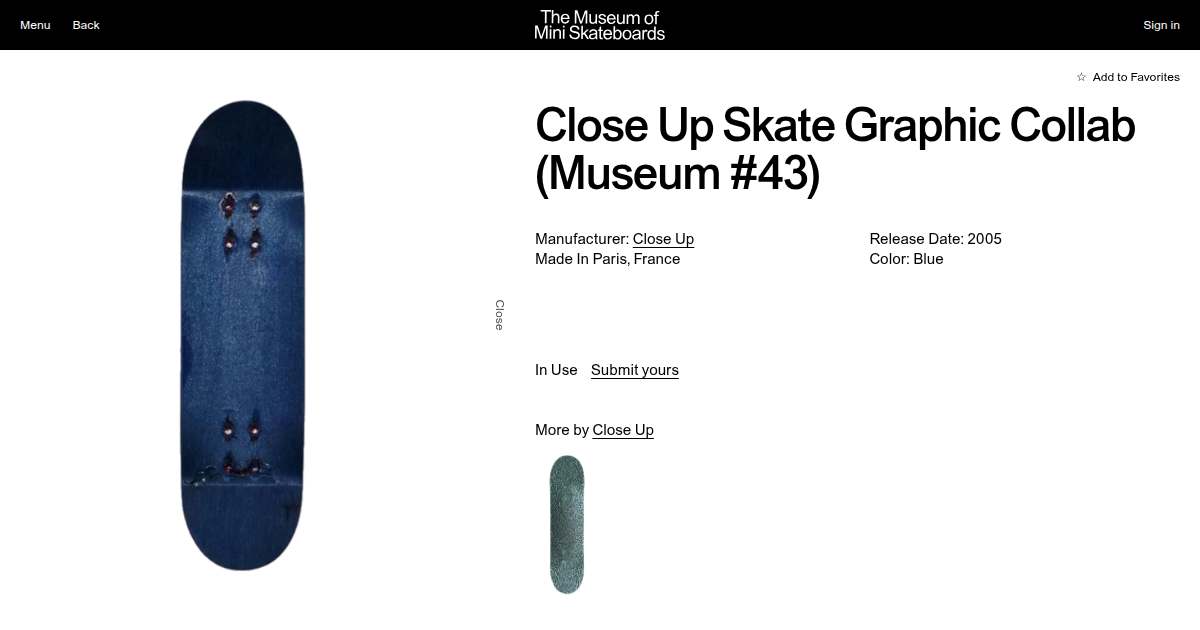 Menu
Back
The Museum of
Mini Skateboards
Sign in
☆ Add to Favorites
Close Up Skate Graphic Collab
(Museum #43)
Manufacturer: Close Up
Made In Paris, France
Release Date: 2005
Color: Blue
Close
In Use
Submit yours
More by Close Up